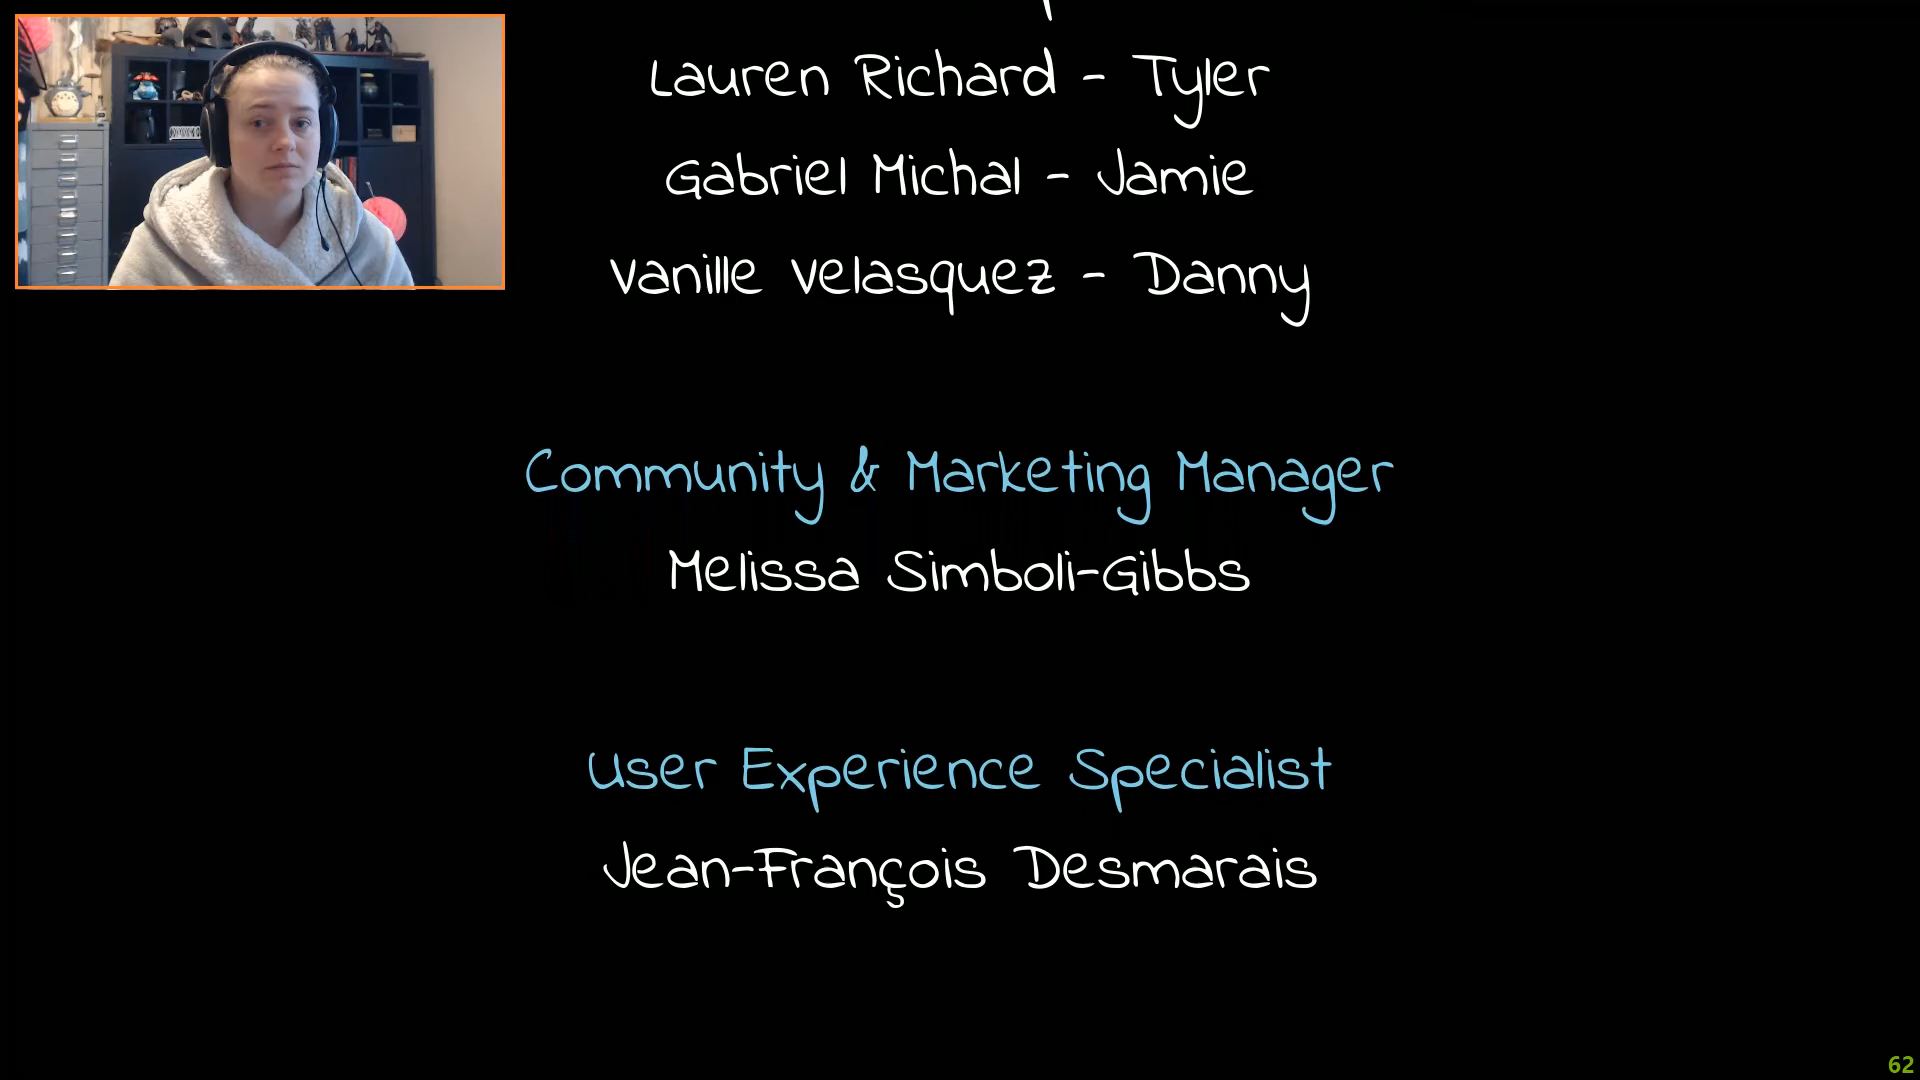 Lauren Richard - Tyler
Gabriel Michal - Jamie
Vanille Velasquez - Danny
Community & Marketing Manager
Melissa Simboli-Gibbs
User Experience Specialist
Jean-François Desmarais
62